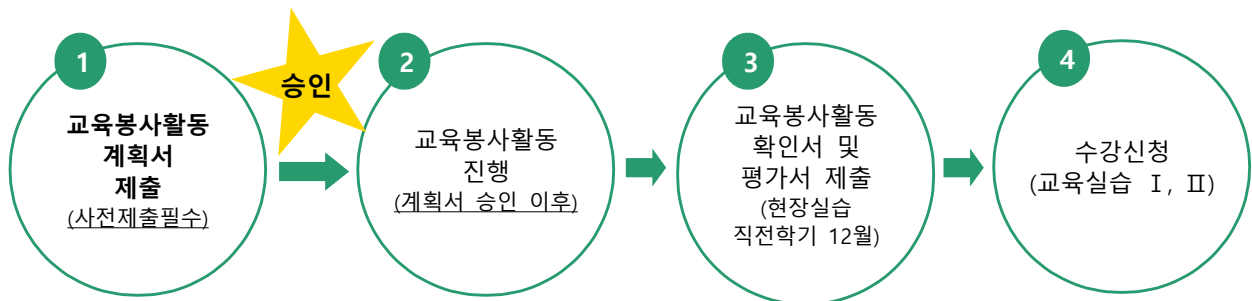 1
교육봉사활동
계획서
제출
(사전제출필수)
승인
2
교육봉사활동
진행
(계획서 승인 이후)
3
교육봉사활동
확인서 및
평가서 제출
(현장실습
직전학기 12월)
4
수강신청
(교육실습 Ⅰ, Ⅱ)